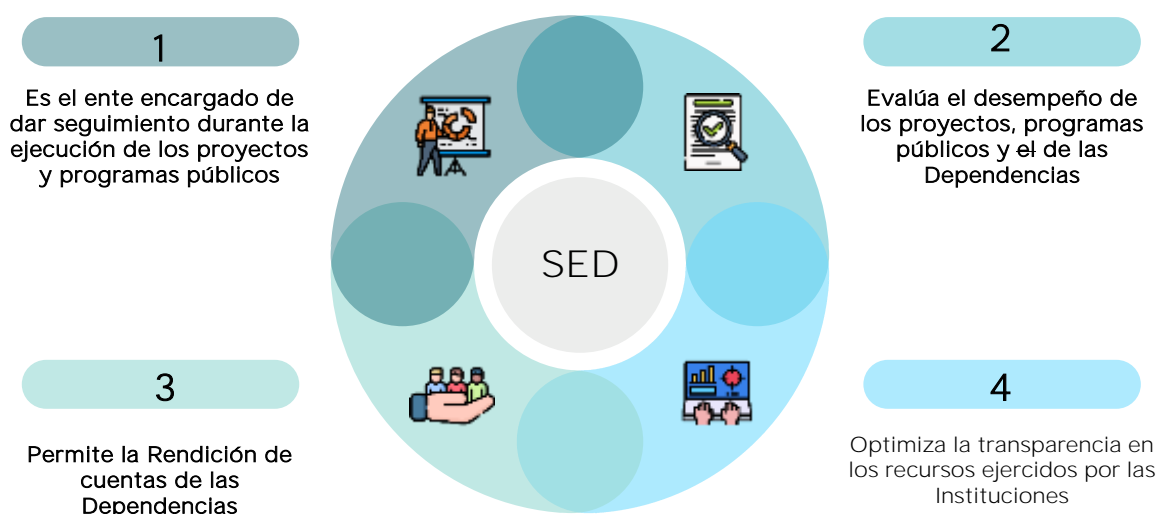 1
Es el ente encargado de
dar seguimiento durante la
ejecución de los proyectos
y programas públicos
2
Evalúa el desempeño de
los proyectos, programas
públicos y el de las
Dependencias
SED
3
Permite la Rendición de
cuentas de las
Dependencias
4
Optimiza la transparencia en
los recursos ejercidos por las
Instituciones